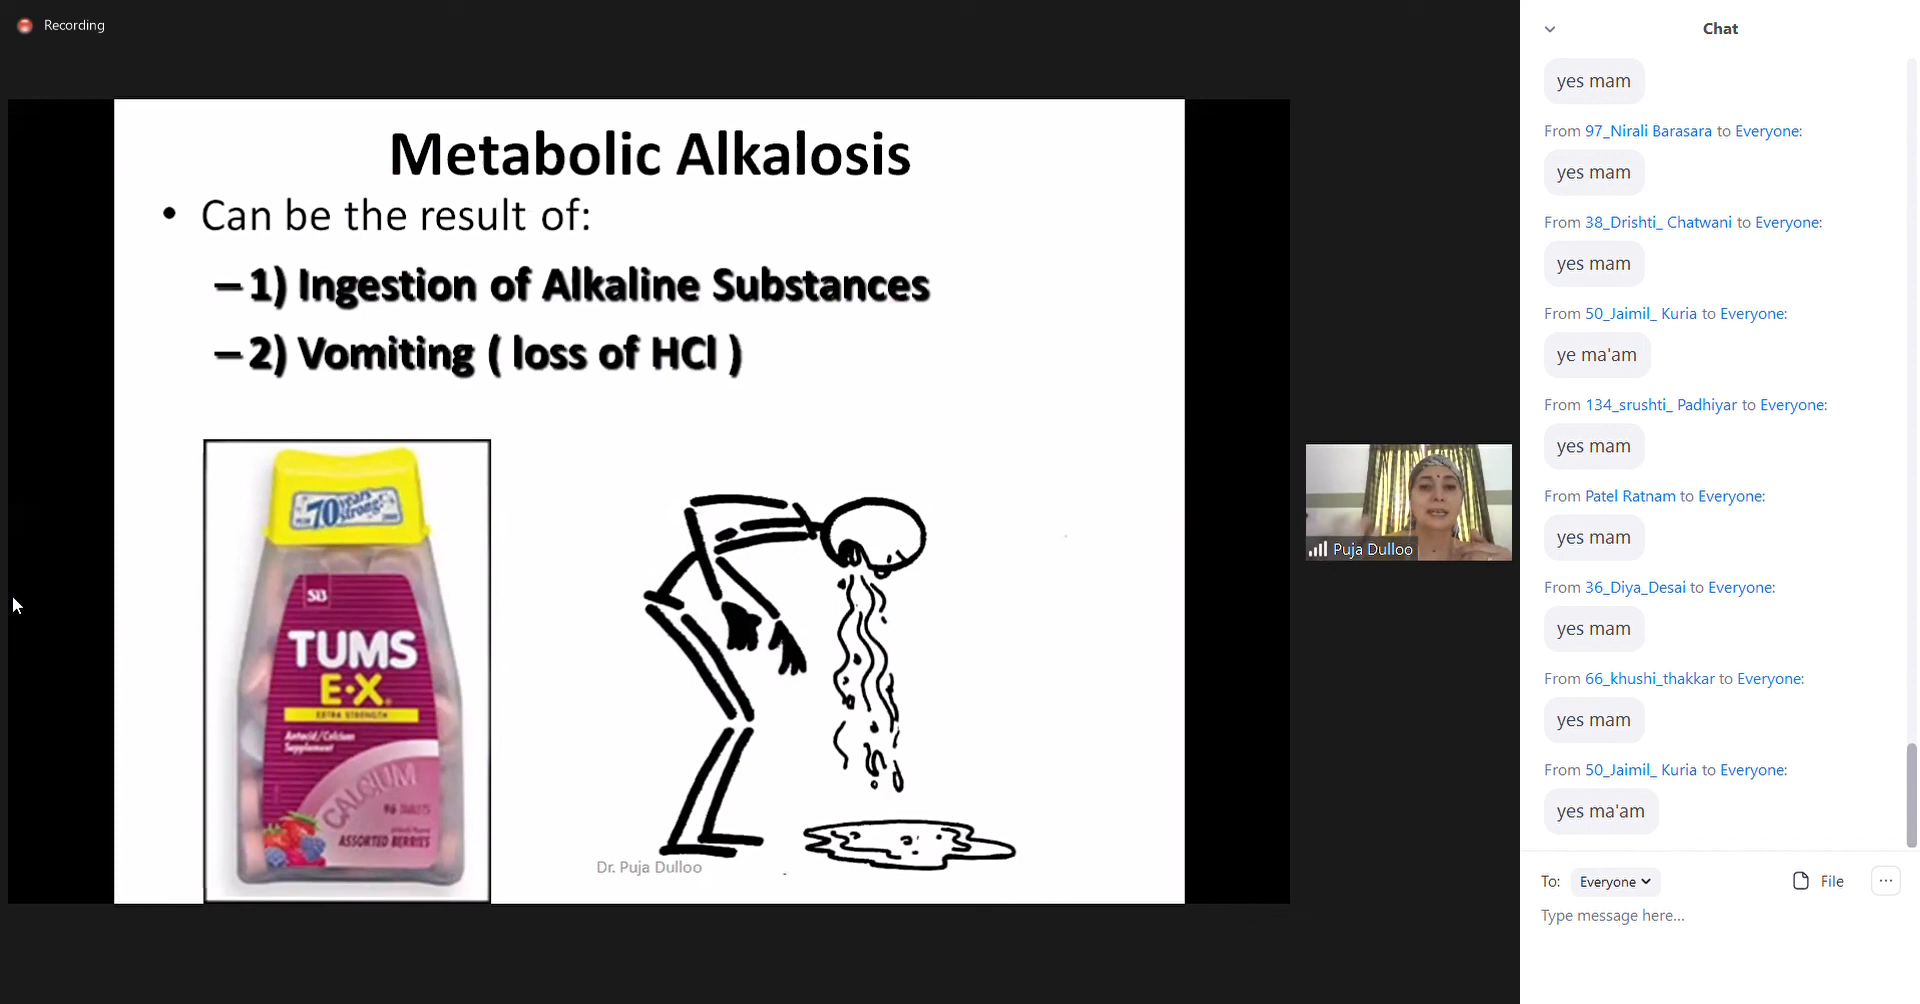 Recording
Metabolic Alkalosis
• Can be the result of:
– 1) Ingestion of Alkaline Substances
– 2) Vomiting ( loss of HCl )
70 years
strong!
SB
TUMS
E·X
EXTRA STRENGTH
Antacid/Calcium
Supplement
CALCIUM
96 TABLETS
ASSORTED BERRIES
Dr. Puja Dulloo
Puja Dulloo
Chat
yes mam
From 97_Nirali Barasara to Everyone:
yes mam
From 38_Drishti_ Chatwani to Everyone:
yes mam
From 50_Jaimil_ Kuria to Everyone:
ye ma'am
From 134_srushti_ Padhiyar to Everyone:
yes mam
From Patel Ratnam to Everyone:
yes mam
From 36_Diya_Desai to Everyone:
yes mam
From 66_khushi_thakkar to Everyone:
yes mam
From 50_Jaimil_ Kuria to Everyone:
yes ma'am
To: Everyone File ...
Type message here...